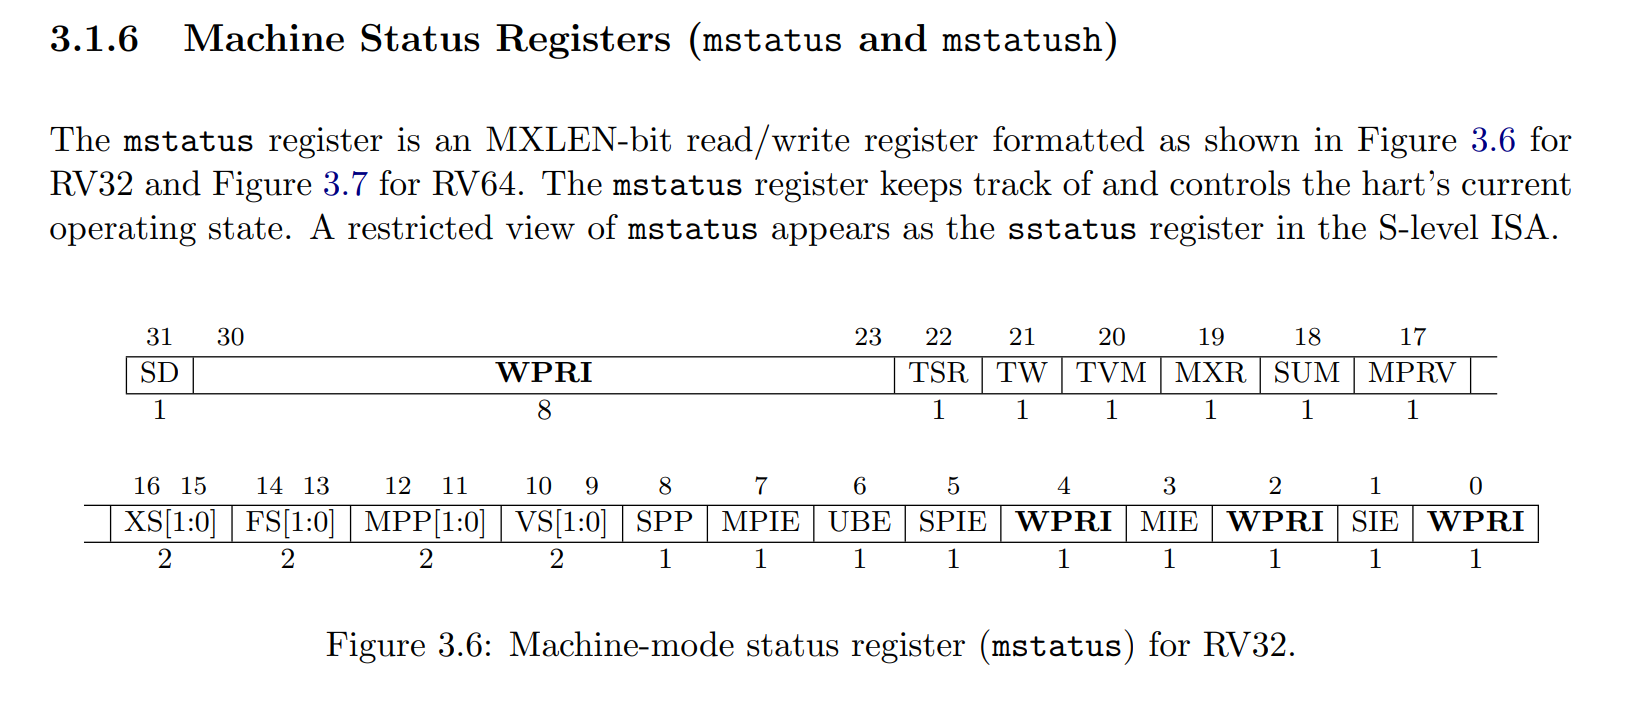 3.1.6 Machine Status Registers (mstatus and mstatush)
The mstatus register is an MXLEN-bit read/write register formatted as shown in Figure 3.6 for
RV32 and Figure 3.7 for RV64. The mstatus register keeps track of and controls the hart's current
operating state. A restricted view of mstatus appears as the sstatus register in the S-level ISA.
31 30 23 22 21 20 19 18 17
SD WPRI TSR TW TVM MXR SUM MPRV
1 8 1 1 1 1 1 1
16 15 14 13 12 11 10 9 8 7 6 5 4 3 2 1 0
XS[1:0] FS[1:0] MPP[1:0] VS[1:0] SPP MPIE UBE SPIE WPRI MIE WPRI SIE WPRI
2 2 2 2 1 1 1 1 1 1 1 1 1
Figure 3.6: Machine-mode status register (mstatus) for RV32.